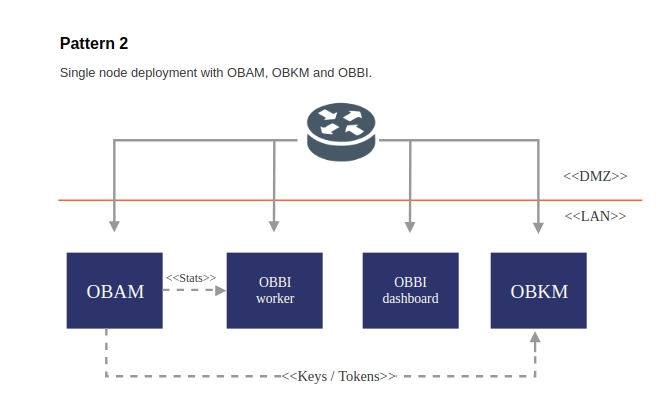 Pattern 2
Single node deployment with OBAM, OBKM and OBBI.
<<DMZ>>
<<LAN>>
OBAM
<<Stats>>
OBBI
worker
OBBI
dashboard
OBKM
<<Keys / Tokens>>